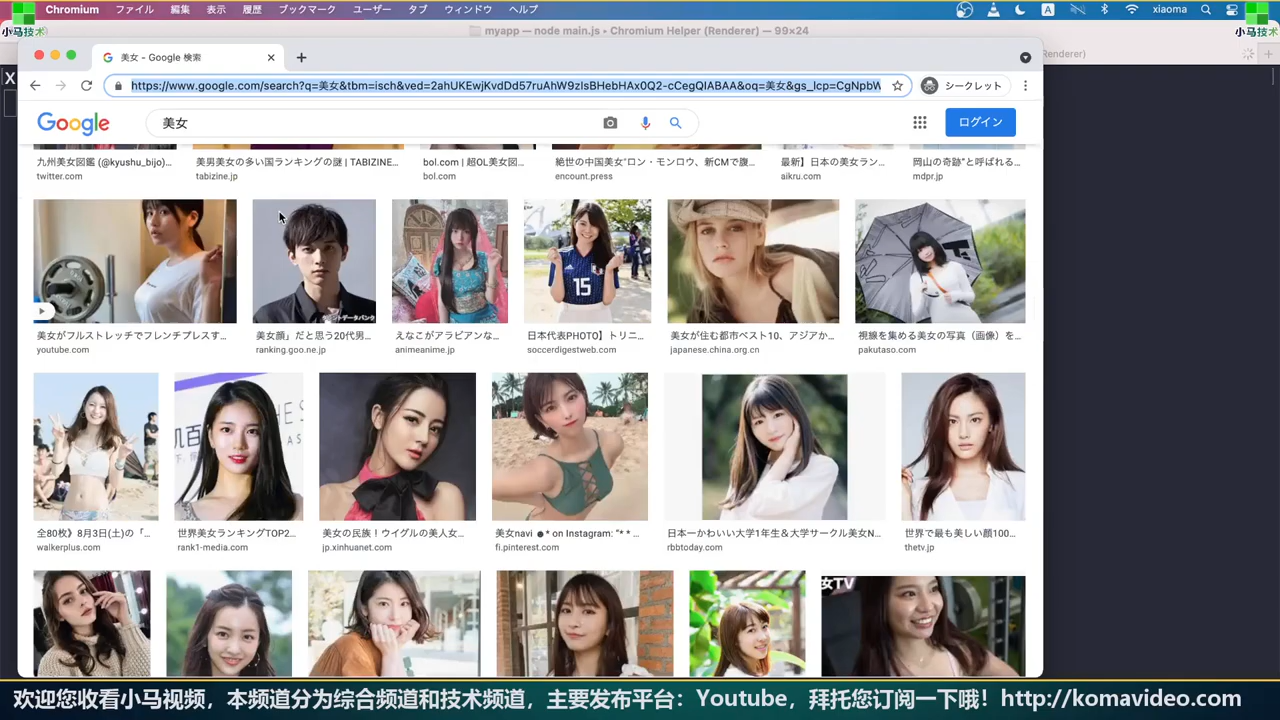 Chromium ファイル 編集 表示 履歴 ブックマーク ユーザー タブ ウィンドウ ヘルプ
A xiaoma
小马技术
小马技术
myapp — node main.js • Chromium Helper (Renderer) — 99×24
美女 - Google 検索
Renderer)
X
https://www.google.com/search?q=美女&tbm=isch&ved=2ahUKEwjKvdDd57ruAhW9zIsBHebHAx0Q2-cCegQIABAA&oq=美女&gs_lcp=CgNpbW
シークレット
Google
美女
ログイン
九州美女図鑑 (@kyushu_bijo)...
美男美女の多い国ランキングの謎 | TABIZINE...
bol.com | 超OL美女図...
絶世の中国美女"ロン・モンロウ、新CMで腹...
最新】日本の美女ラン...
岡山の奇跡"と呼ばれる...
twitter.com
tabizine.jp
bol.com
encount.press
aikru.com
mdpr.jp
15
美女がフルストレッチでフレンチプレスす...
美女顔」だと思う20代男...
えなこがアラビアンな...
日本代表PHOTO】トリニ...
美女が住む都市ベスト10、アジアか...
視線を集める美女の写真（画像）を...
youtube.com
ranking.goo.ne.jp
animeanime.jp
soccerdigestweb.com
japanese.china.org.cn
pakutaso.com
全80枚》8月3日(土)の「...
世界美女ランキングTOP2...
美女の民族！ウイグルの美人女...
美女navi ☻* on Instagram: "* * ...
日本一かわいい大学1年生＆大学サークル美女N...
世界で最も美しい顔100...
walkerplus.com
rank1-media.com
jp.xinhuanet.com
fi.pinterest.com
rbbtoday.com
thetv.jp
女TV
欢迎您收看小马视频，本频道分为综合频道和技术频道，主要发布平台：Youtube，拜托您订阅一下哦！http://komavideo.com